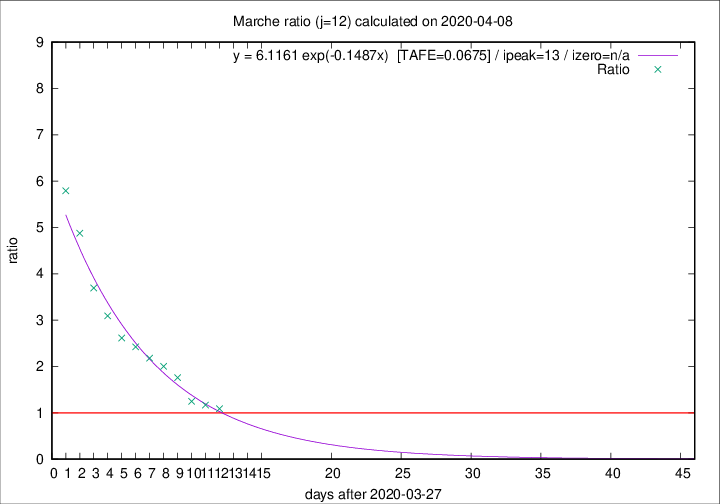 Marche ratio (j=12) calculated on 2020-04-08
y = 6.1161 exp(-0.1487x)  [TAFE=0.0675] / ipeak=13 / izero=n/a
Ratio
9
8
7
6
5
4
3
2
1
0
ratio
0 1 2 3 4 5 6 7 8 9 10 11 12 13 14 15 20 25 30 35 40 45
days after 2020-03-27